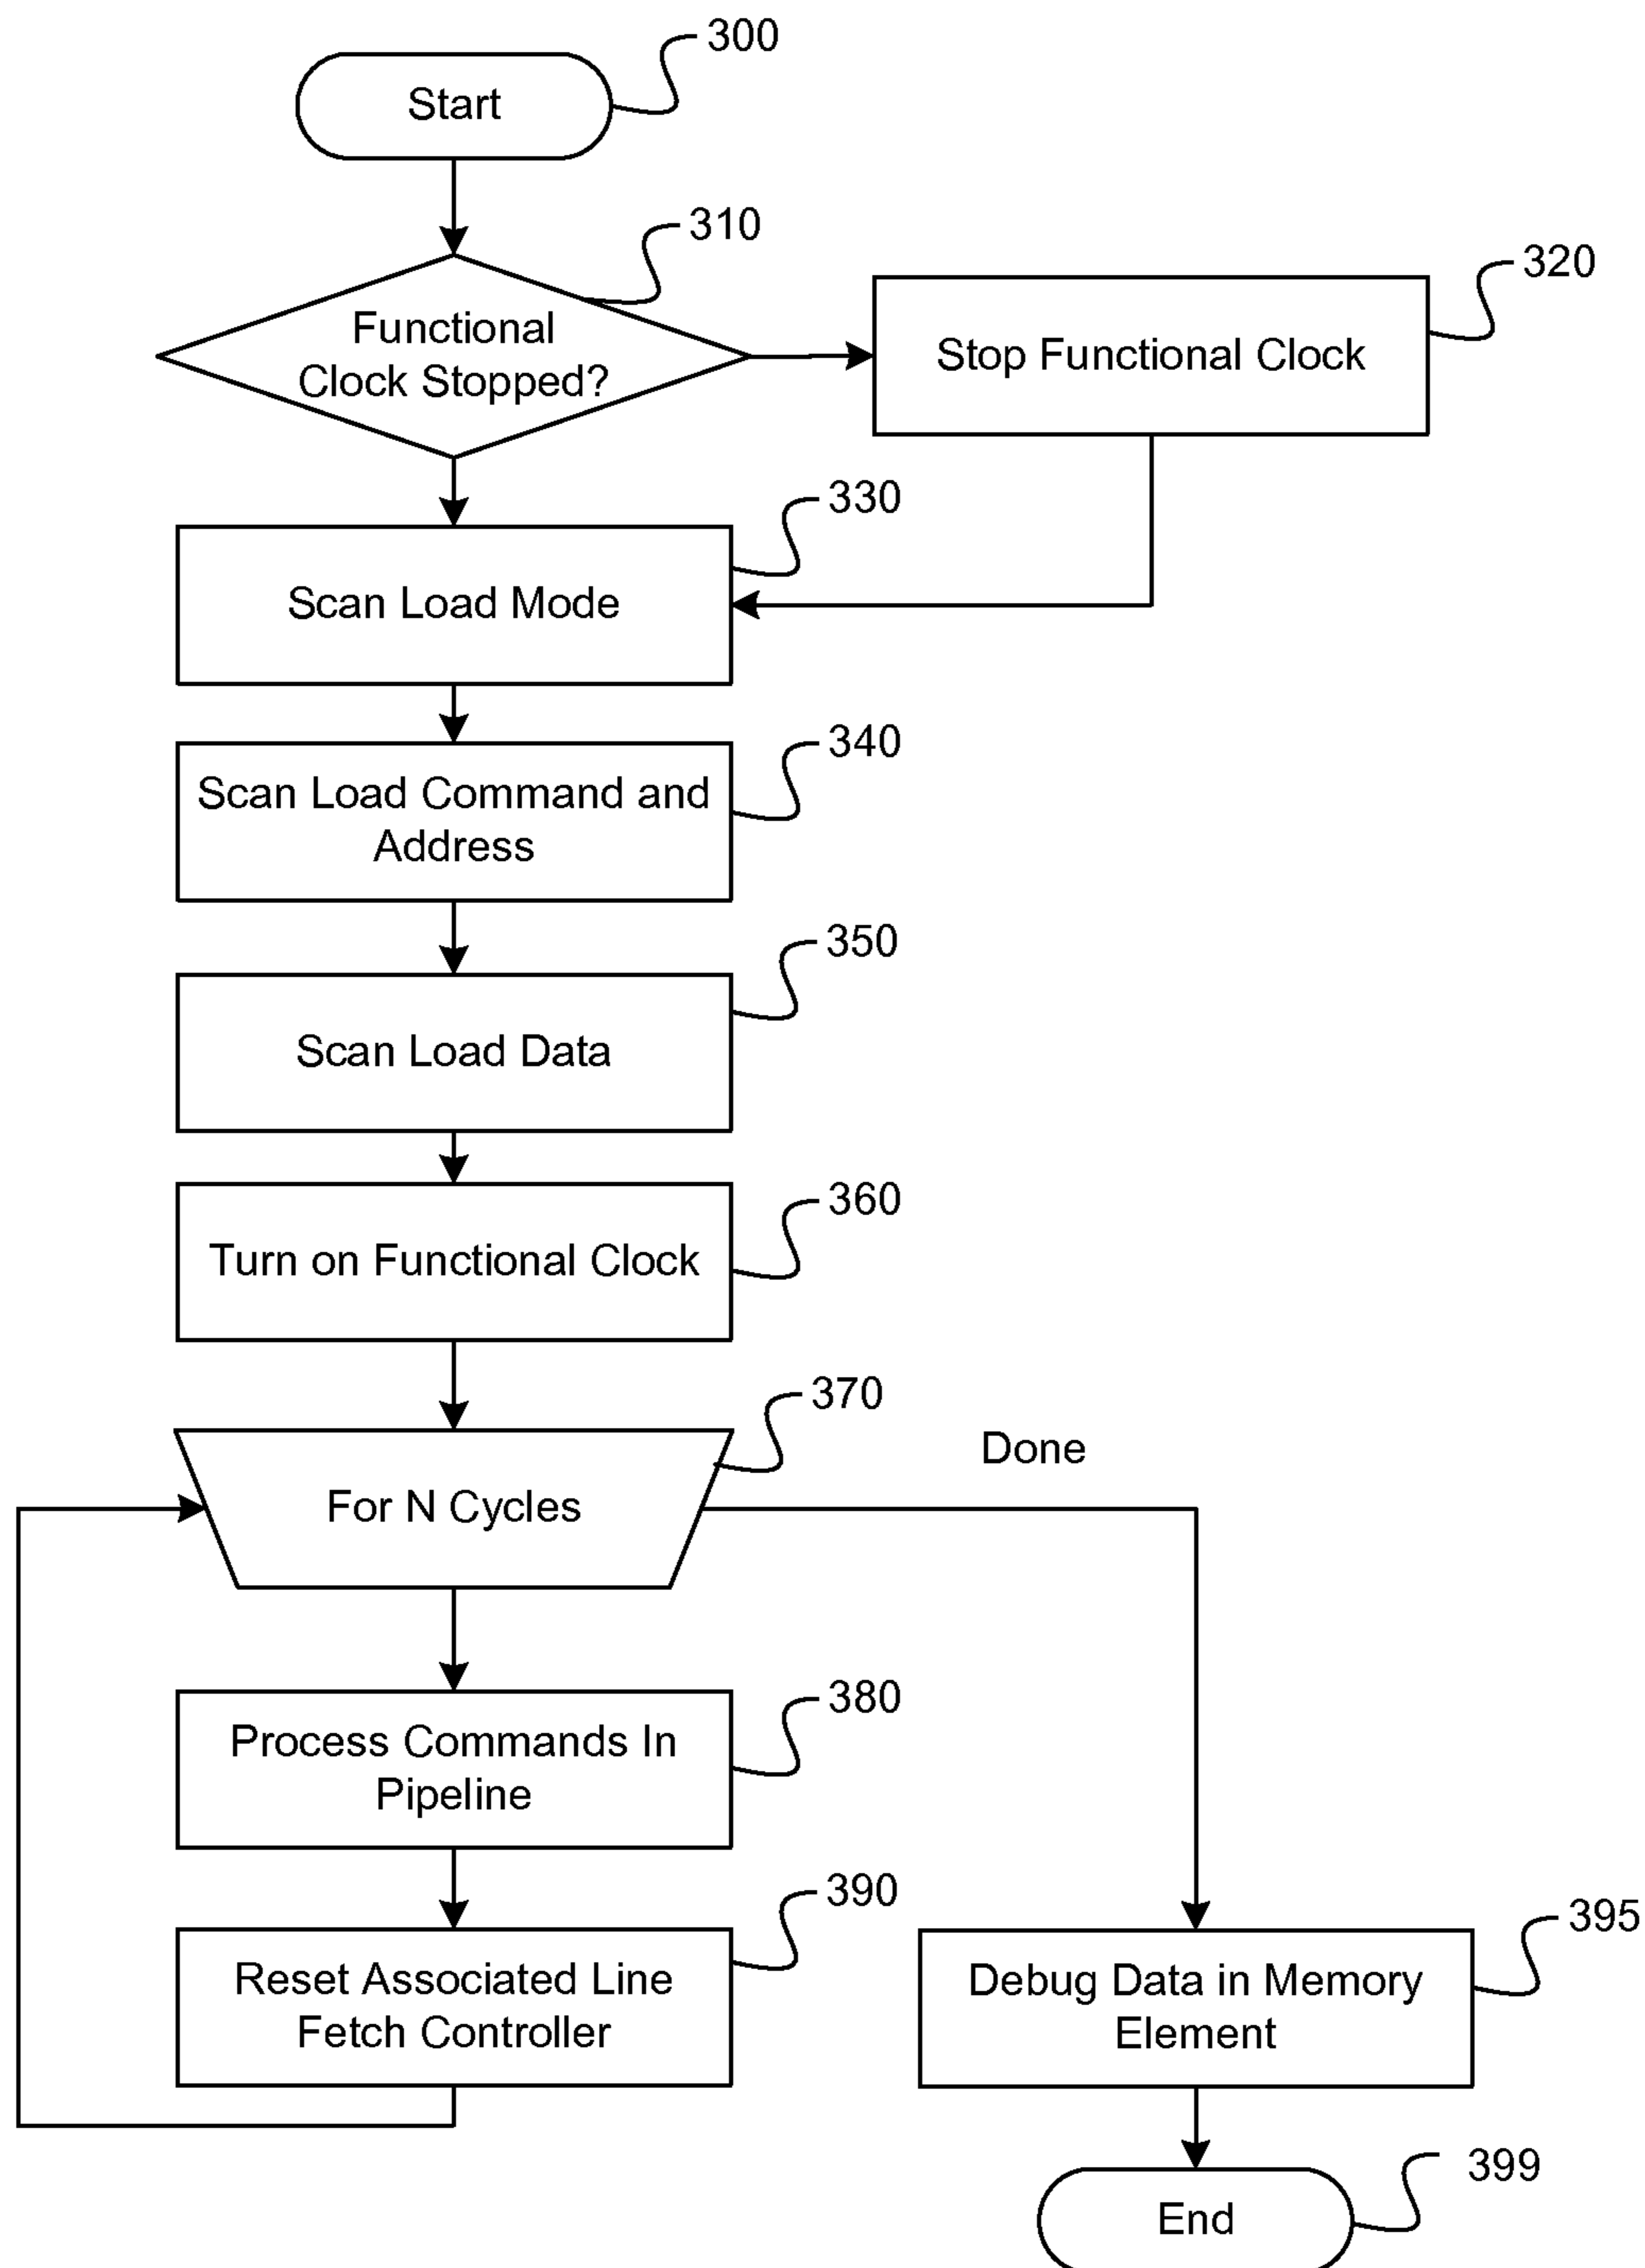 300
Start
310
Functional
Clock Stopped?
320
Stop Functional Clock
330
Scan Load Mode
340
Scan Load Command and
Address
350
Scan Load Data
360
Turn on Functional Clock
370
For N Cycles
Done
380
Process Commands In
Pipeline
390
Reset Associated Line
Fetch Controller
395
Debug Data in Memory
Element
399
End